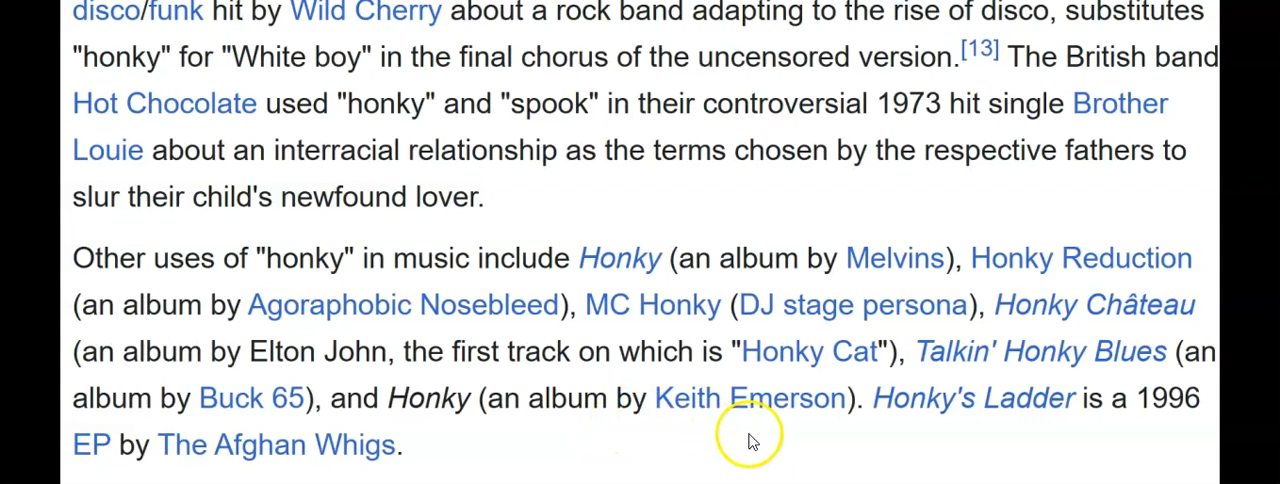 disco/funk hit by Wild Cherry about a rock band adapting to the rise of disco, substitutes
"honky" for "White boy" in the final chorus of the uncensored version.[13] The British band
Hot Chocolate used "honky" and "spook" in their controversial 1973 hit single Brother
Louie about an interracial relationship as the terms chosen by the respective fathers to
slur their child's newfound lover.
Other uses of "honky" in music include Honky (an album by Melvins), Honky Reduction
(an album by Agoraphobic Nosebleed), MC Honky (DJ stage persona), Honky Château
(an album by Elton John, the first track on which is "Honky Cat"), Talkin' Honky Blues (an
album by Buck 65), and Honky (an album by Keith Emerson). Honky's Ladder is a 1996
EP by The Afghan Whigs.